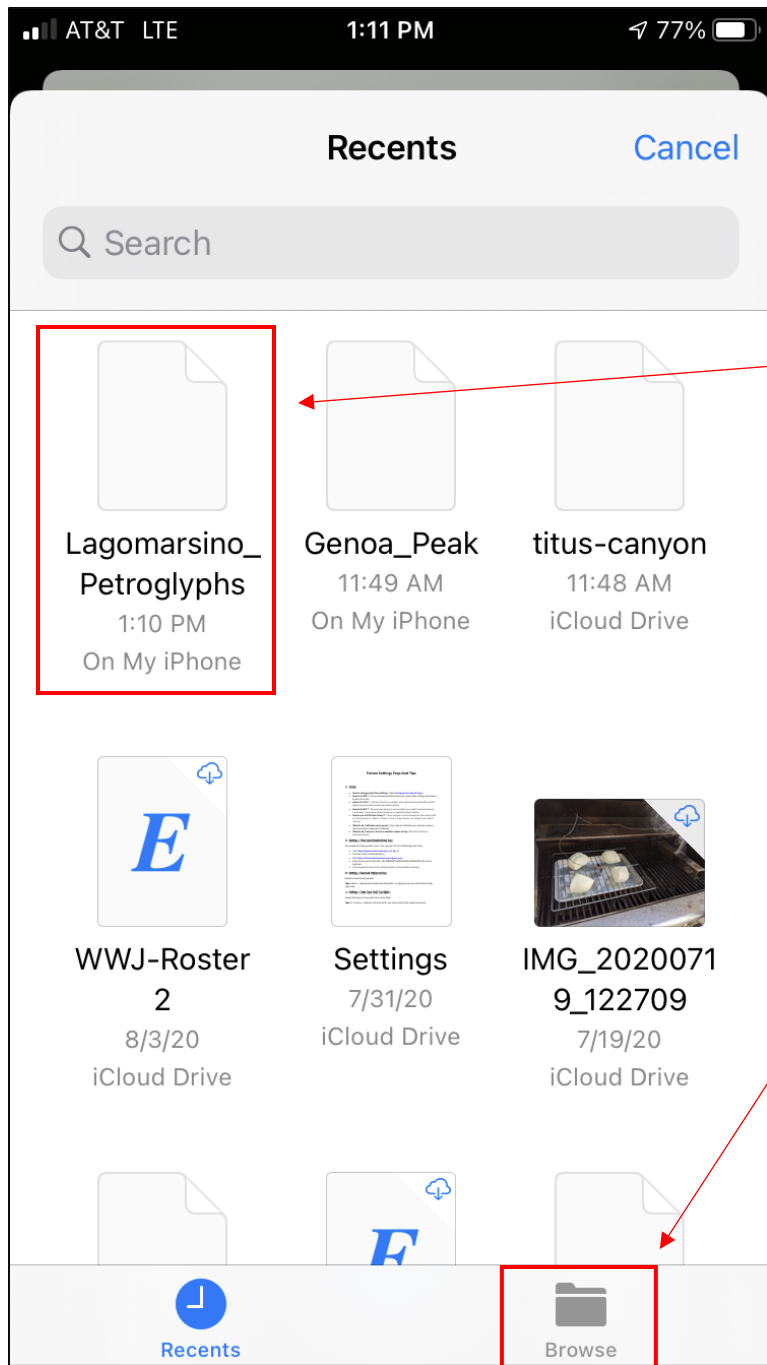 AT&T LTE 1:11 PM 77%
Recents Cancel
Search
Lagomarsino_
Petroglyphs
1:10 PM
On My iPhone
Genoa_Peak
11:49 AM
On My iPhone
titus-canyon
11:48 AM
iCloud Drive
E
WWJ-Roster
2
8/3/20
iCloud Drive
Settings
7/31/20
iCloud Drive
IMG_2020071
9_122709
7/19/20
iCloud Drive
E
Recents
Browse